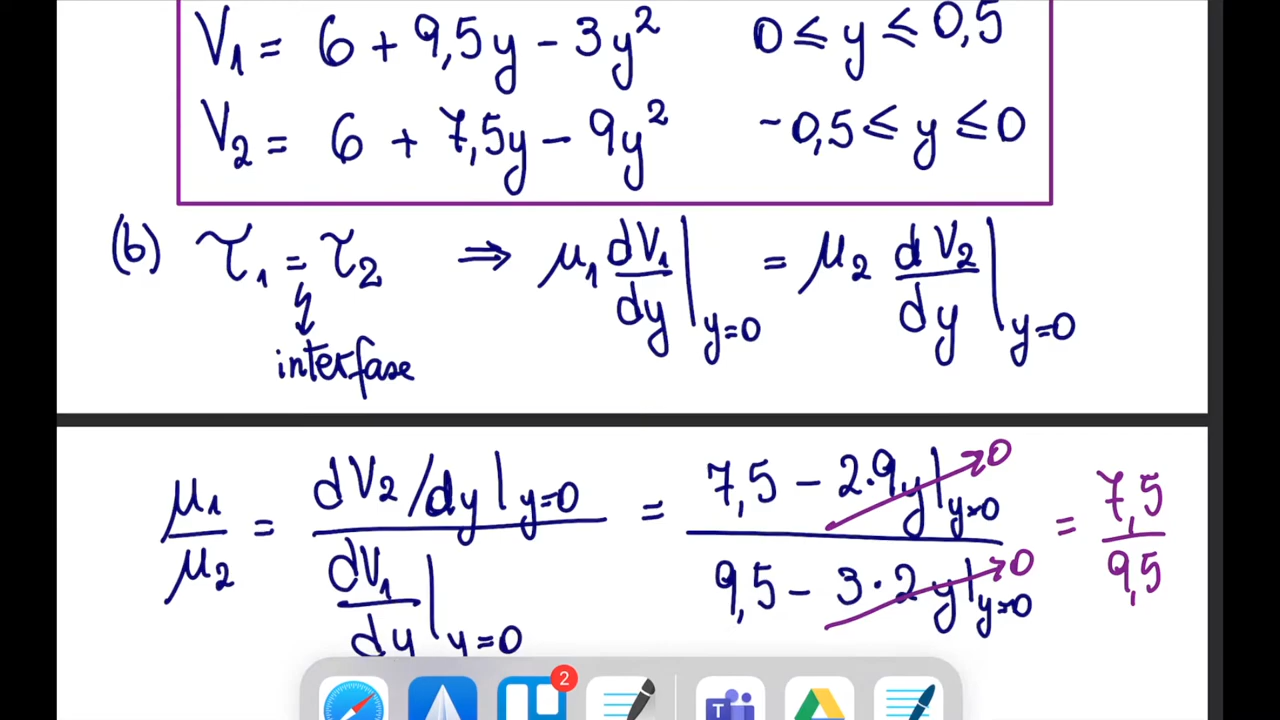 V₁ = 6 + 9,5y − 3y² 0 ≤ y ≤ 0,5
V₂ = 6 + 7,5y − 9y² -0,5 ≤ y ≤ 0
(b) τ₁ = τ₂ ⇒ μ₁ dV₁/dy|y=0 = μ₂ dV₂/dy|y=0
interfase
μ₁/μ₂ = (dV₂/dy|y=0)/(dV₁/dy|y=0) = (7,5 − 2·9y|y=0 → 0)/(9,5 − 3·2y|y=0 → 0) = 7,5/9,5
2